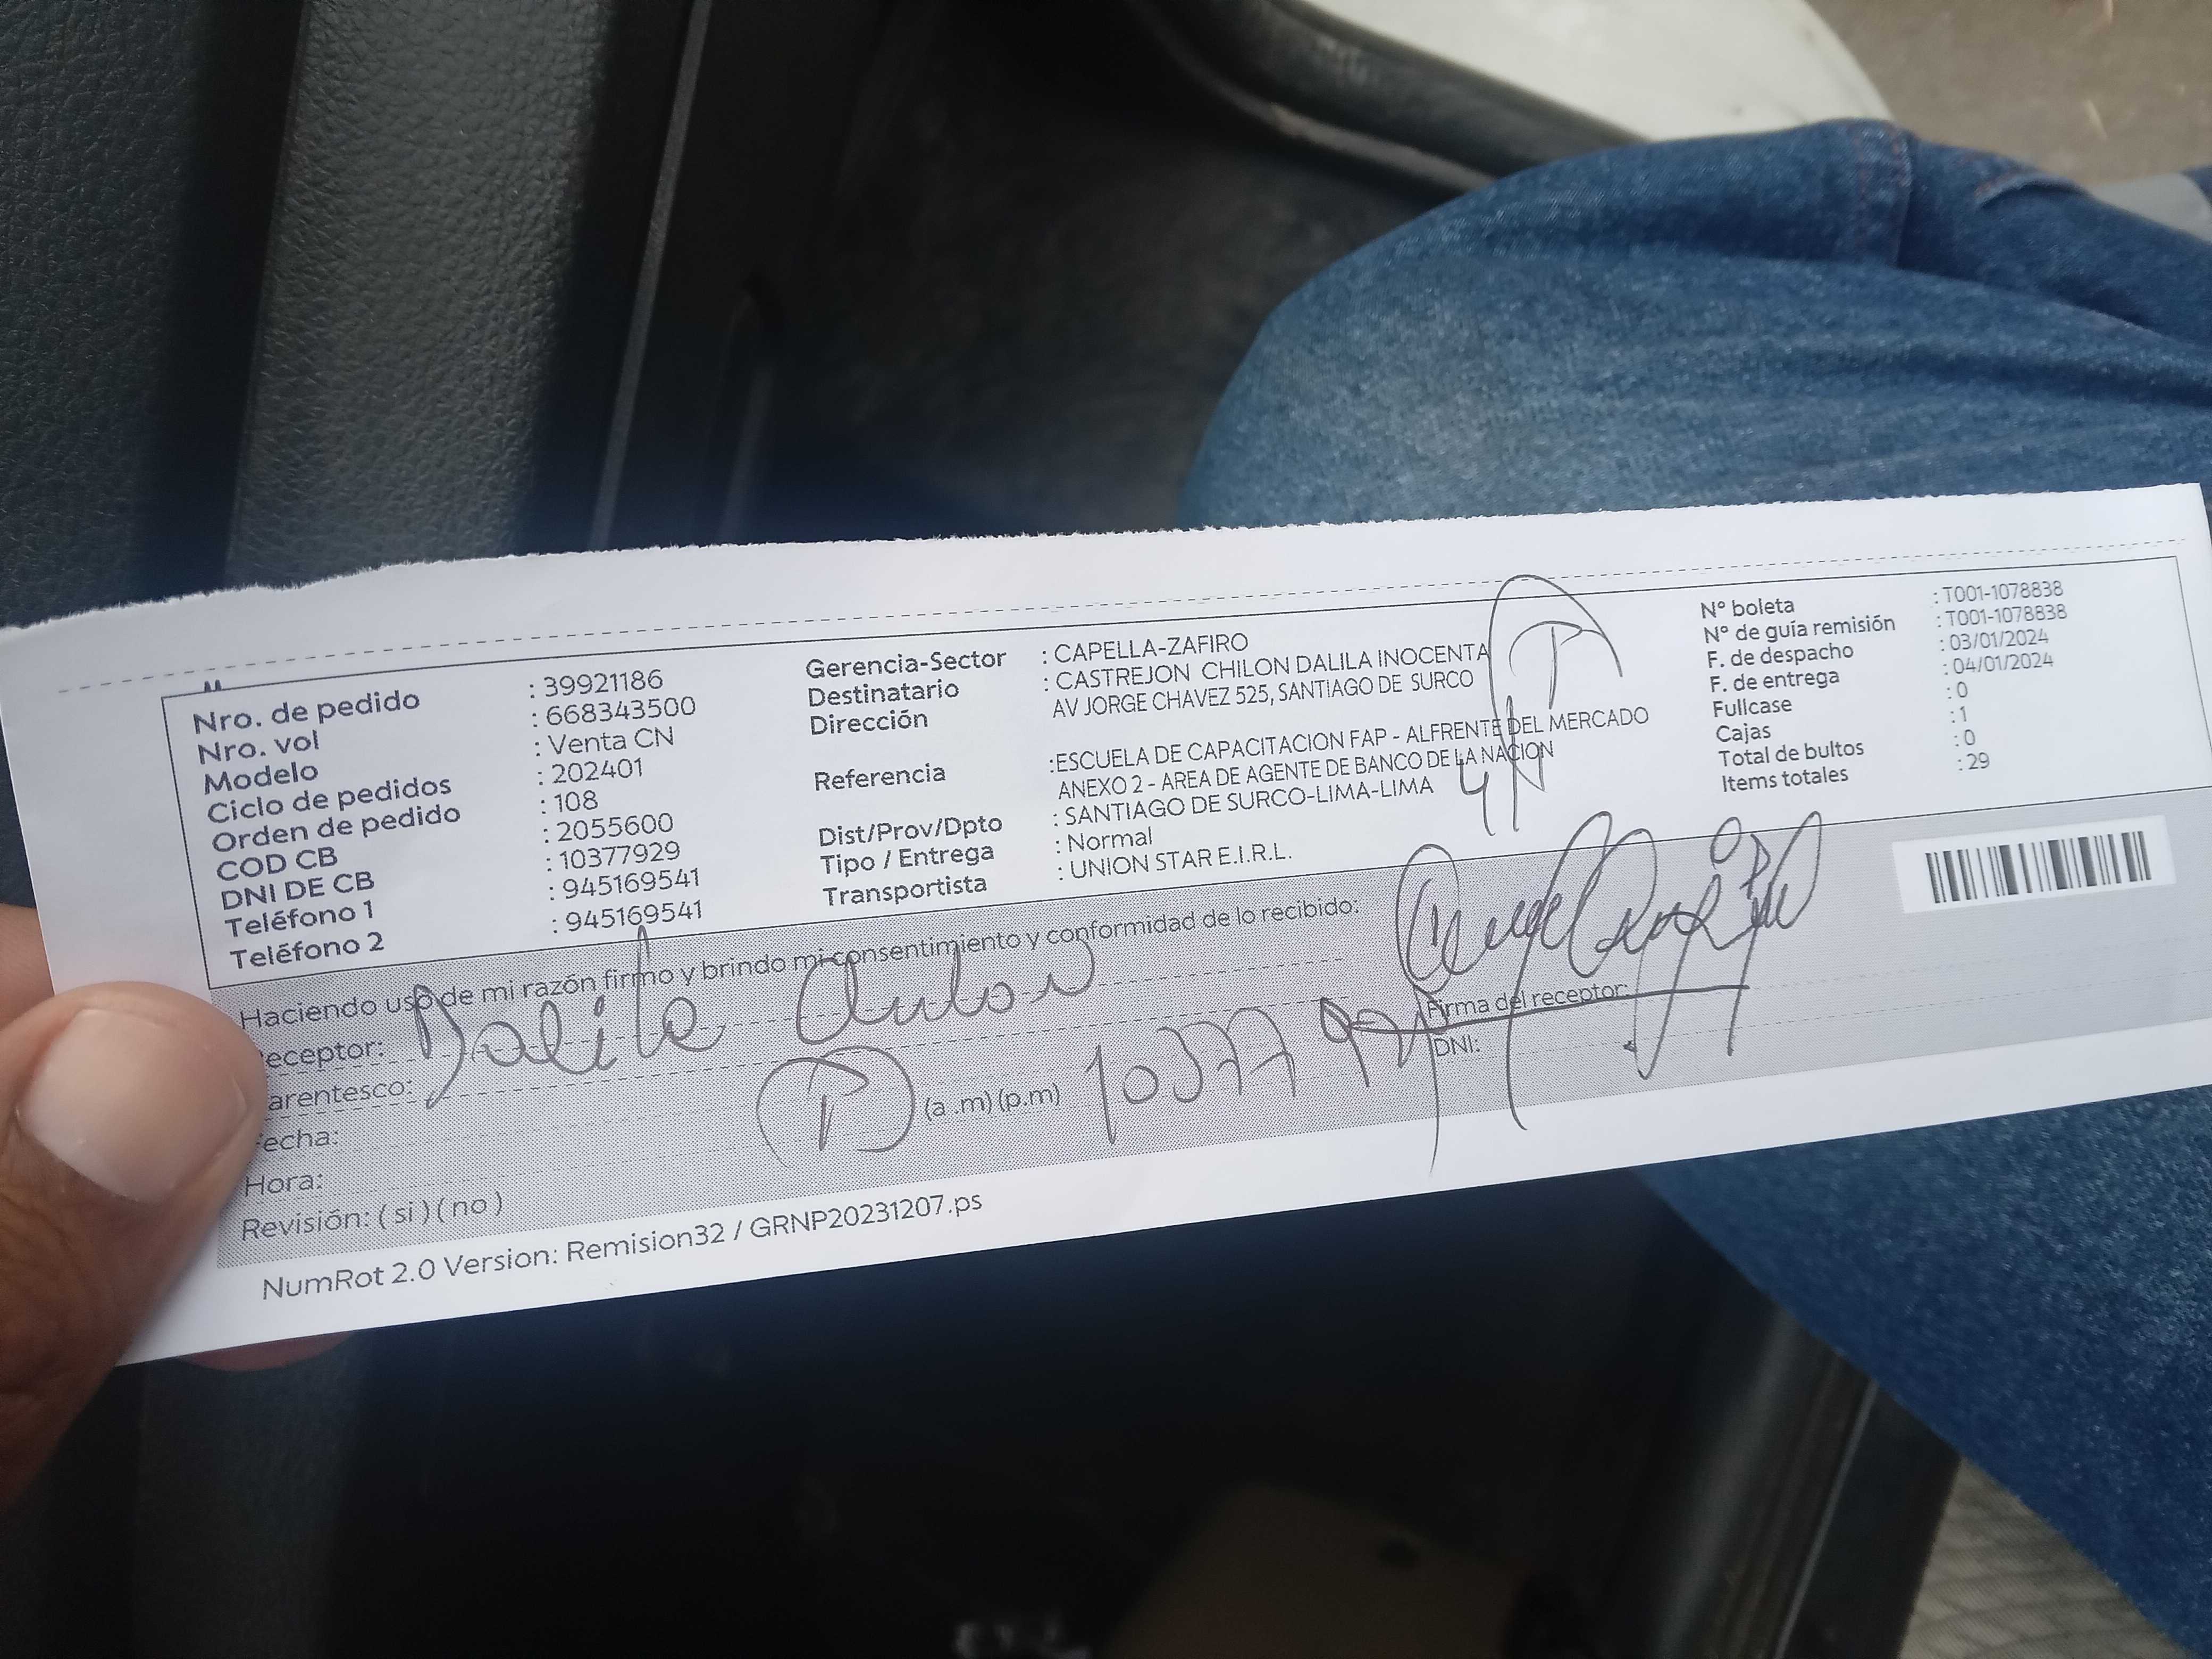 Nro. de pedido : 39921186
Nro. vol : 668343500
Modelo : Venta CN
Ciclo de pedidos : 202401
Orden de pedido : 108
COD CB : 2055600
DNI DE CB : 10377929
Teléfono 1 : 945169541
Teléfono 2 : 945169541
Gerencia-Sector : CAPELLA-ZAFIRO
Destinatario : CASTREJON CHILON DALILA INOCENTA
Dirección AV JORGE CHAVEZ 525, SANTIAGO DE SURCO
Referencia :ESCUELA DE CAPACITACION FAP - ALFRENTE DEL MERCADO
ANEXO 2 - AREA DE AGENTE DE BANCO DE LA NACION
Dist/Prov/Dpto : SANTIAGO DE SURCO-LIMA-LIMA
Tipo / Entrega : Normal
Transportista : UNION STAR E.I.R.L.
N° boleta : T001-1078838
N° de guía remisión : T001-1078838
F. de despacho : 03/01/2024
F. de entrega : 04/01/2024
Fullcase : 0
Cajas : 1
Total de bultos : 0
Items totales : 29
Haciendo uso de mi razón firmo y brindo mi consentimiento y conformidad de lo recibido:
eceptor: Dalila
arentesco:
echa: P (a .m) (p.m)
Hora:
Revisión: ( si ) ( no )
Firma del receptor:
DNI:
NumRot 2.0 Version: Remision32 / GRNP20231207.ps